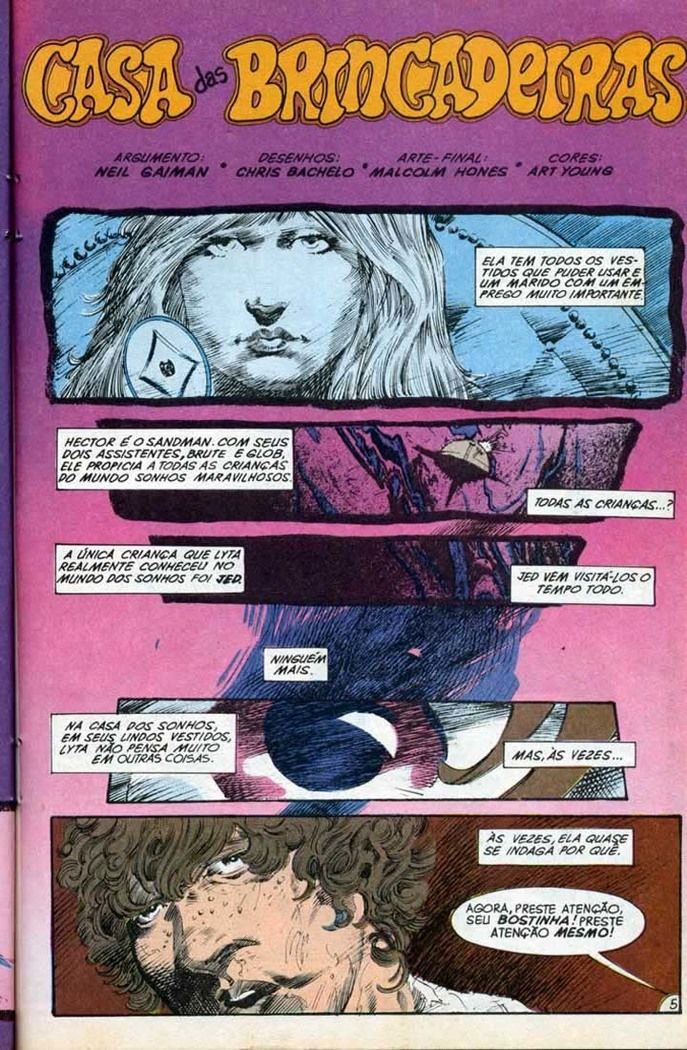 CASA das BRINCADEIRAS
ARGUMENTO: NEIL GAIMAN • DESENHOS: CHRIS BACHELO • ARTE-FINAL: MALCOLM HONES • CORES: ART YOUNG
ELA TEM TODOS OS VES-
TIDOS QUE PUDER USAR E
UM MARIDO COM UM EM-
PREGO MUITO IMPORTANTE.
HECTOR É O SANDMAN. COM SEUS
DOIS ASSISTENTES, BRUTE E GLOB,
ELE PROPICIA A TODAS AS CRIANÇAS
DO MUNDO SONHOS MARAVILHOSOS.
TODAS AS CRIANÇAS...?
A ÚNICA CRIANÇA QUE LYTA
REALMENTE CONHECEU NO
MUNDO DOS SONHOS FOI JED.
JED VEM VISITÁ-LOS O
TEMPO TODO.
NINGUÉM
MAIS.
NA CASA DOS SONHOS,
EM SEUS LINDOS VESTIDOS,
LYTA NÃO PENSA MUITO
EM OUTRAS COISAS.
MAS, ÀS VEZES...
ÀS VEZES, ELA QUASE
SE INDAGA POR QUÊ.
AGORA, PRESTE ATENÇÃO,
SEU BOSTINHA! PRESTE
ATENÇÃO MESMO!
5